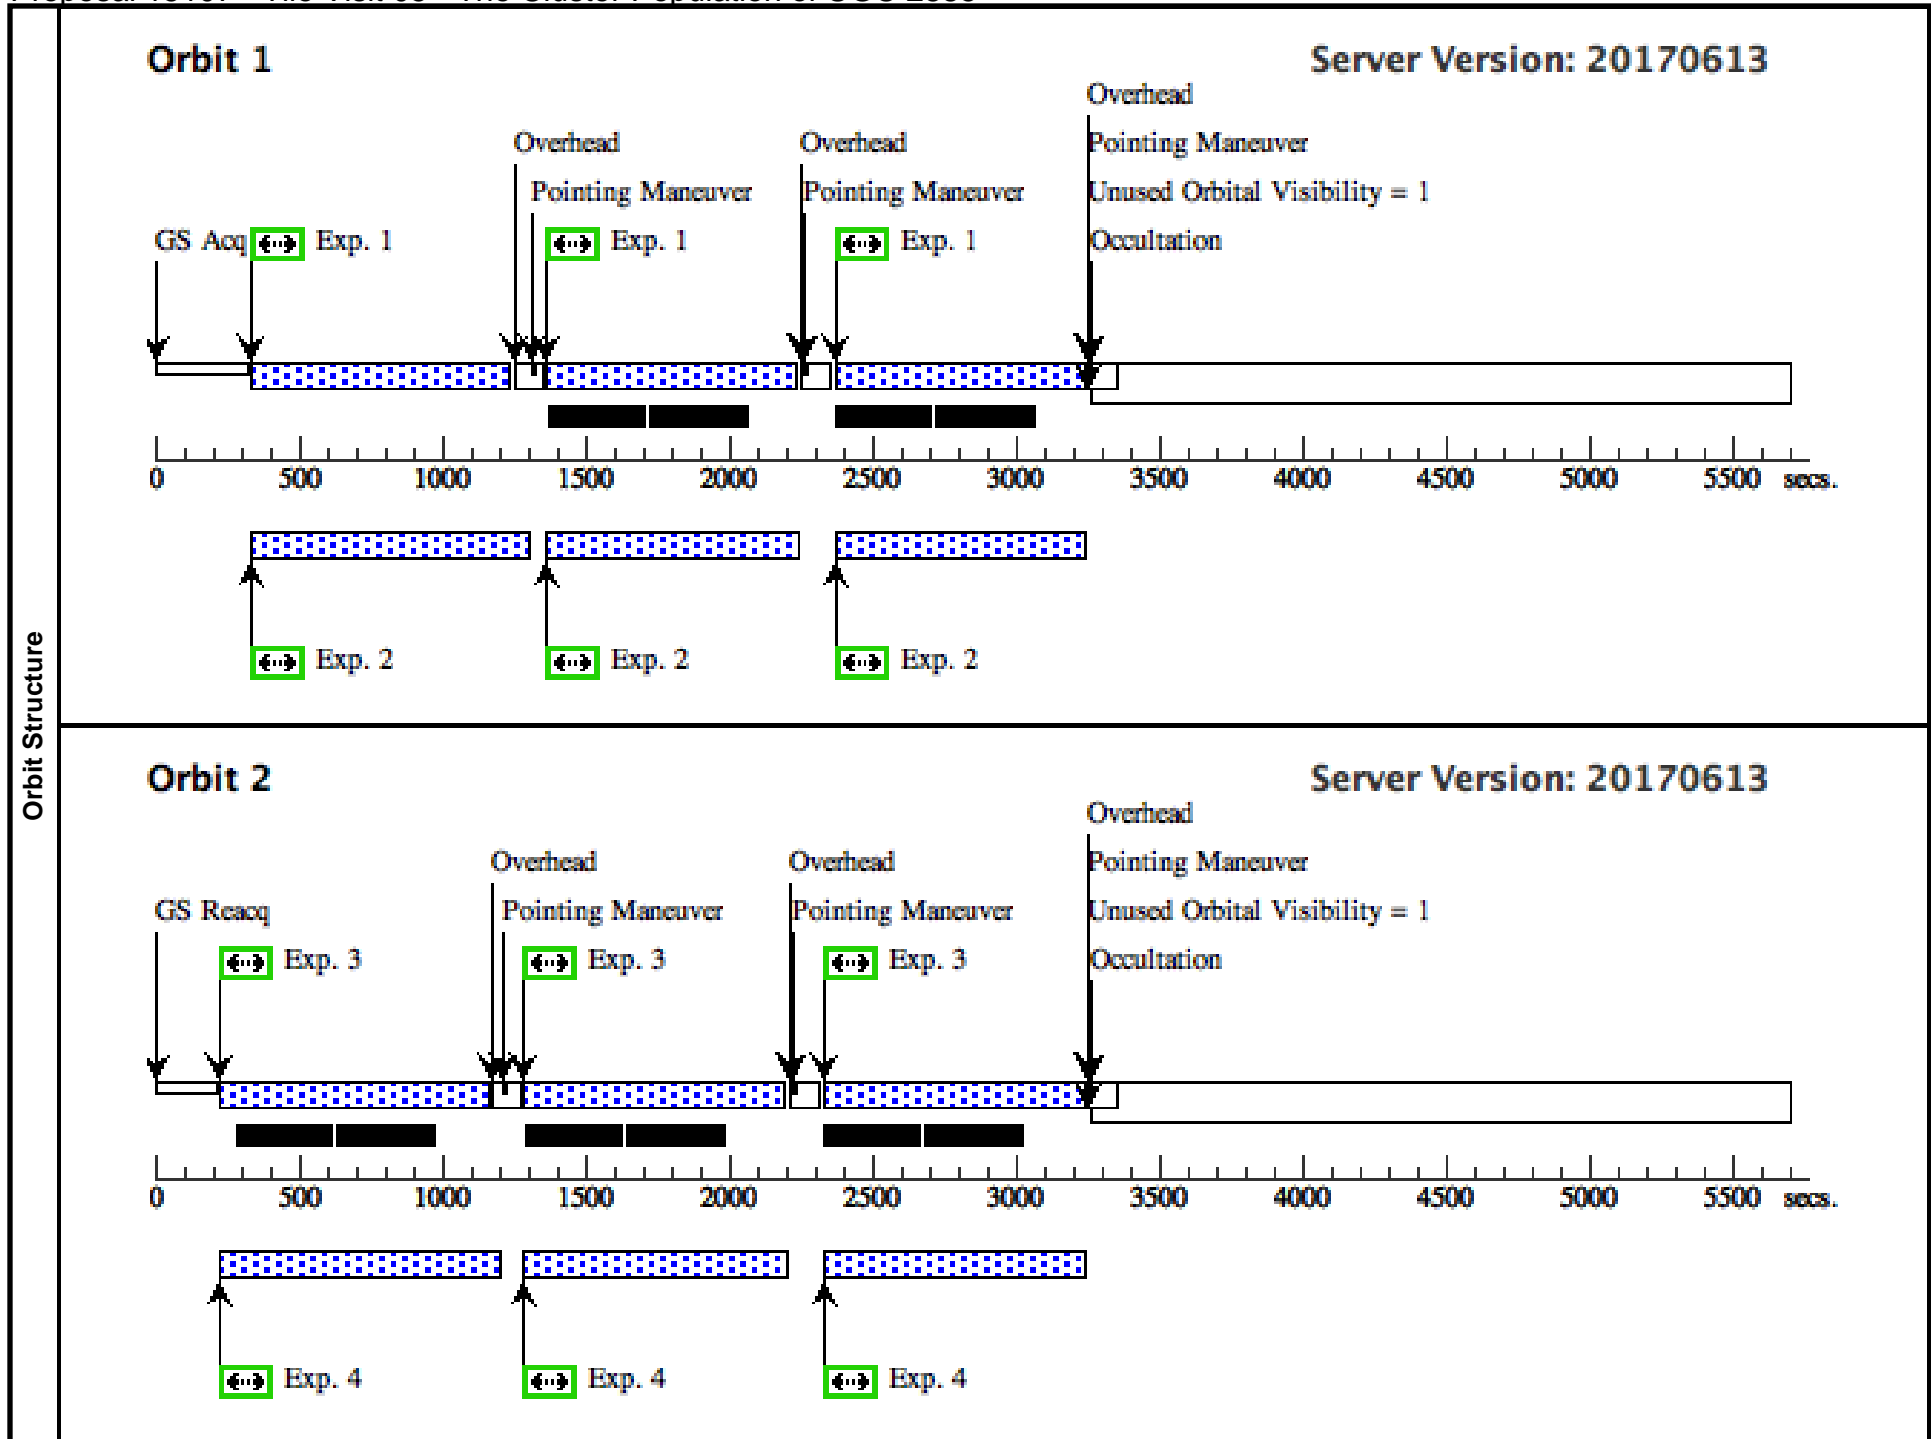 Orbit 1
Server Version: 20170613
Overhead
Overhead
Overhead
Pointing Maneuver
Pointing Maneuver
Pointing Maneuver
Unused Orbital Visibility = 1
GS Acq
Exp. 1
Exp. 1
Exp. 1
Occultation
0 500 1000 1500 2000 2500 3000 3500 4000 4500 5000 5500 secs.
Exp. 2
Exp. 2
Exp. 2
Orbit Structure
Orbit 2
Server Version: 20170613
Overhead
Overhead
Overhead
Pointing Maneuver
GS Reacq
Pointing Maneuver
Pointing Maneuver
Unused Orbital Visibility = 1
Exp. 3
Exp. 3
Exp. 3
Occultation
0 500 1000 1500 2000 2500 3000 3500 4000 4500 5000 5500 secs.
Exp. 4
Exp. 4
Exp. 4